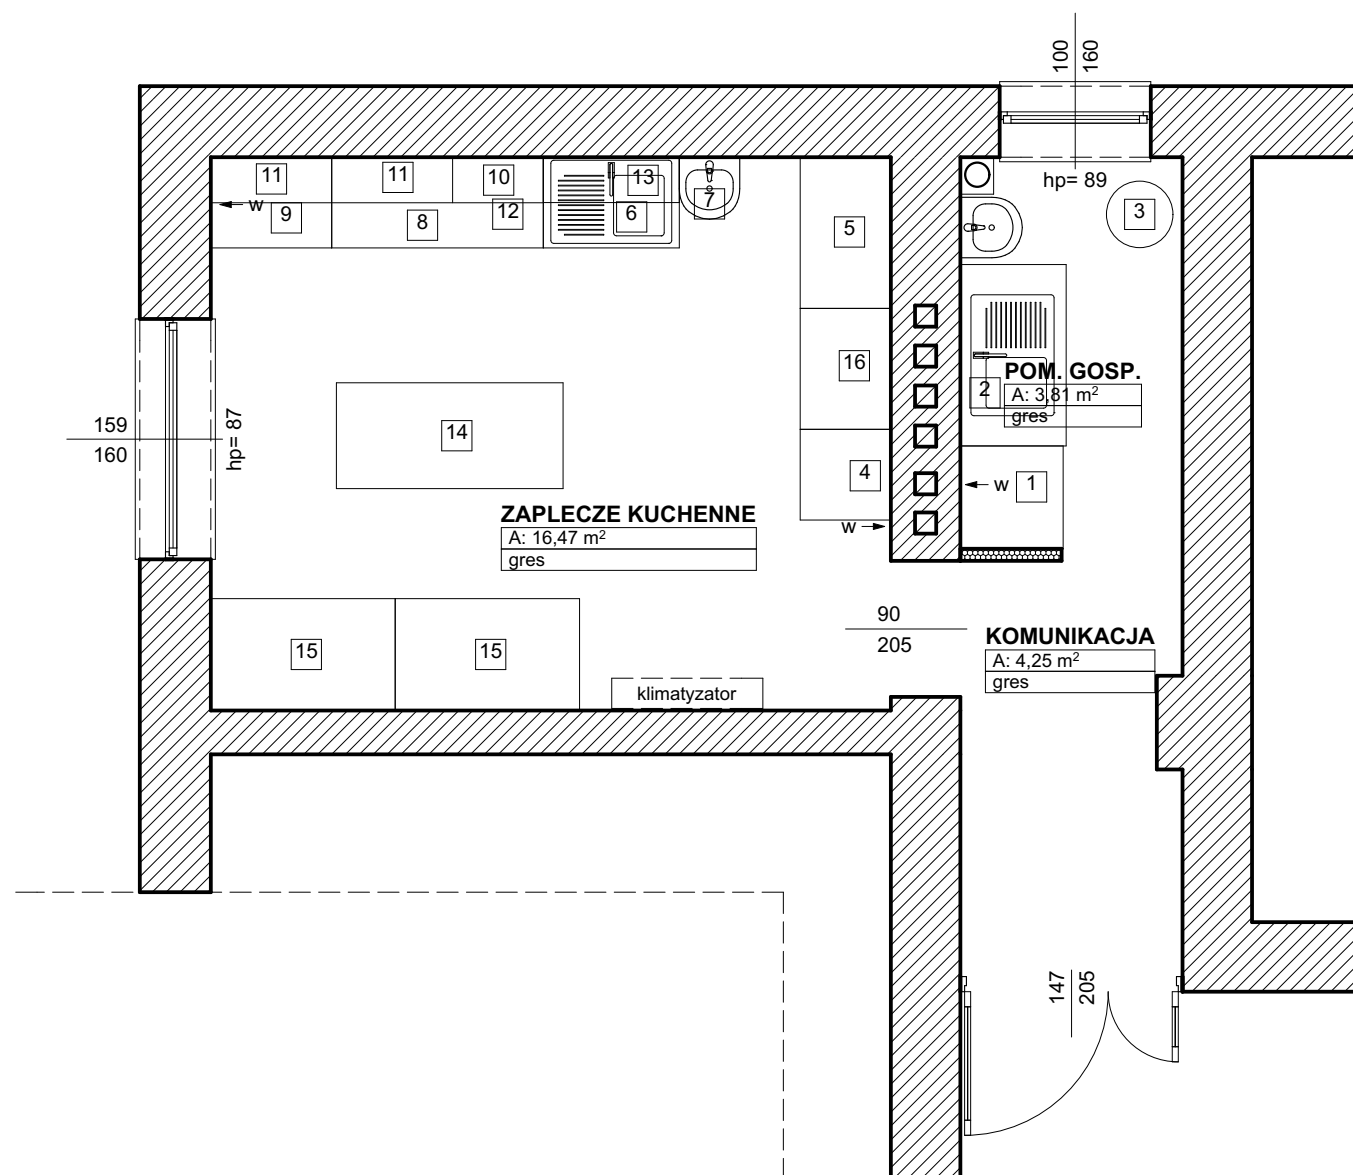 100
160
hp= 89
11
11
10
13
w
9
8
12
6
7
5
3
16
2
POM. GOSP.
A: 3,81 m²
gres
159
160
hp= 87
14
4
w
1
w
ZAPLECZE KUCHENNE
A: 16,47 m²
gres
90
205
KOMUNIKACJA
A: 4,25 m²
gres
15
15
klimatyzator
147
205